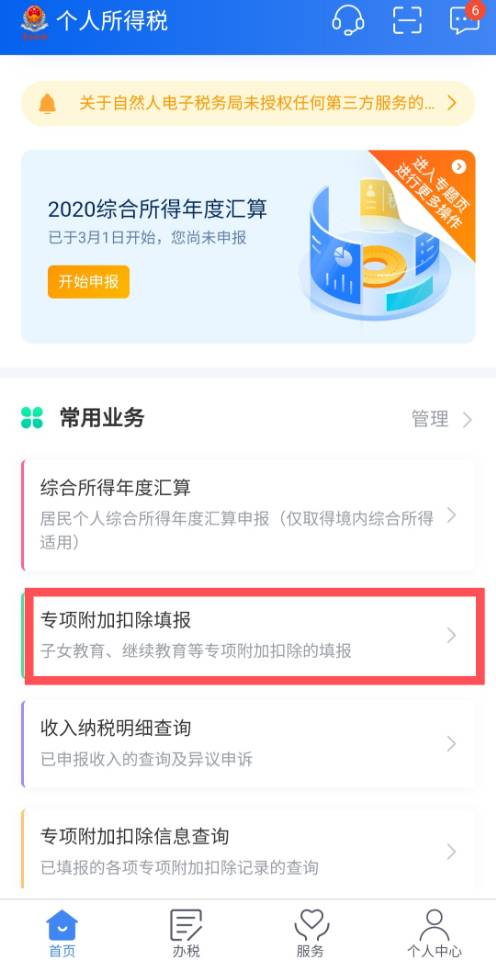 个人所得税
6
关于自然人电子税务局未授权任何第三方服务的...
进入专题页
进行更多操作
2020综合所得年度汇算
已于3月1日开始，您尚未申报
开始申报
常用业务
管理
综合所得年度汇算
居民个人综合所得年度汇算申报（仅取得境内综合所得
适用）
专项附加扣除填报
子女教育、继续教育等专项附加扣除的填报
收入纳税明细查询
已申报收入的查询及异议申诉
专项附加扣除信息查询
已填报的各项专项附加扣除记录的查询
首页
办税
服务
个人中心